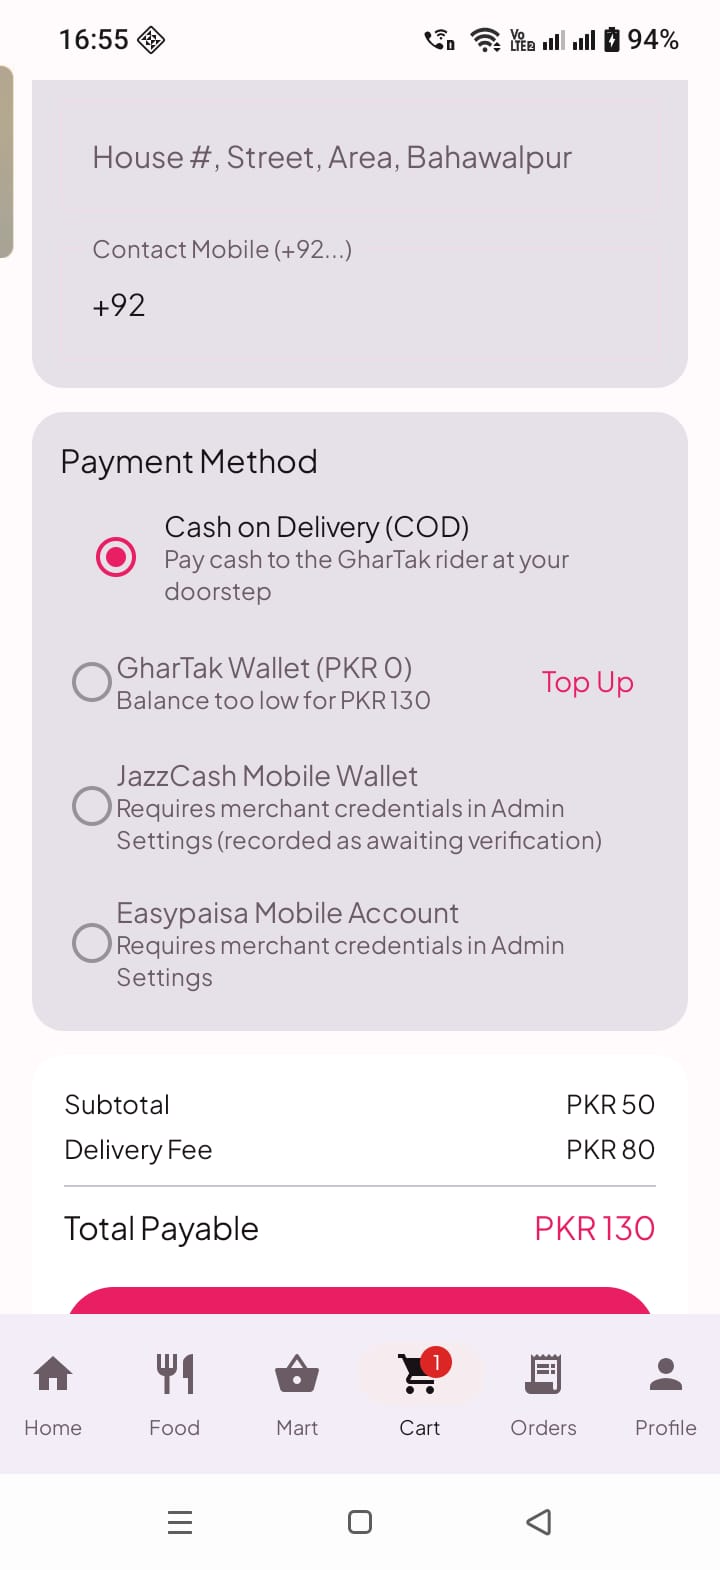 16:55
Vo
LTE2
94%
House #, Street, Area, Bahawalpur
Contact Mobile (+92...)
+92
Payment Method
Cash on Delivery (COD)
Pay cash to the GharTak rider at your
doorstep
GharTak Wallet (PKR 0)
Balance too low for PKR 130
Top Up
JazzCash Mobile Wallet
Requires merchant credentials in Admin
Settings (recorded as awaiting verification)
Easypaisa Mobile Account
Requires merchant credentials in Admin
Settings
Subtotal PKR 50
Delivery Fee PKR 80
Total Payable PKR 130
1
Home Food Mart Cart Orders Profile